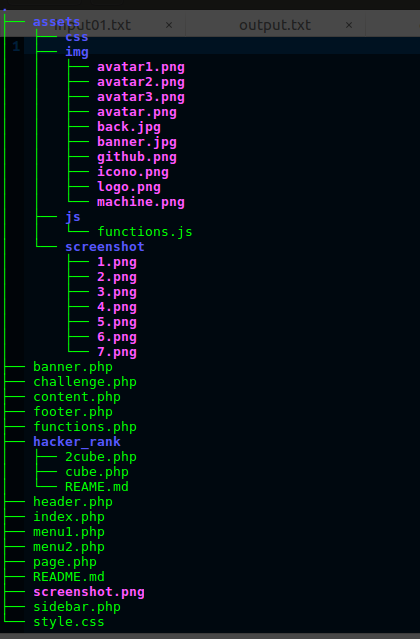 input01.txt × output.txt ×
1
.
├── assets
│   ├── css
│   ├── img
│   │   ├── avatar1.png
│   │   ├── avatar2.png
│   │   ├── avatar3.png
│   │   ├── avatar.png
│   │   ├── back.jpg
│   │   ├── banner.jpg
│   │   ├── github.png
│   │   ├── icono.png
│   │   ├── logo.png
│   │   └── machine.png
│   ├── js
│   │   └── functions.js
│   └── screenshot
│       ├── 1.png
│       ├── 2.png
│       ├── 3.png
│       ├── 4.png
│       ├── 5.png
│       ├── 6.png
│       └── 7.png
├── banner.php
├── challenge.php
├── content.php
├── footer.php
├── functions.php
├── hacker_rank
│   ├── 2cube.php
│   ├── cube.php
│   └── REAME.md
├── header.php
├── index.php
├── menu1.php
├── menu2.php
├── page.php
├── README.md
├── screenshot.png
├── sidebar.php
└── style.css